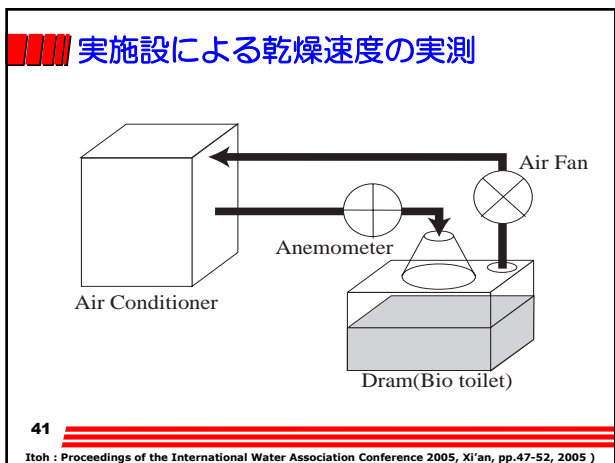 実施設による乾燥速度の実測
Air Fan
Anemometer
Air Conditioner
Dram(Bio toilet)
41
Itoh : Proceedings of the International Water Association Conference 2005, Xi'an, pp.47-52, 2005 )